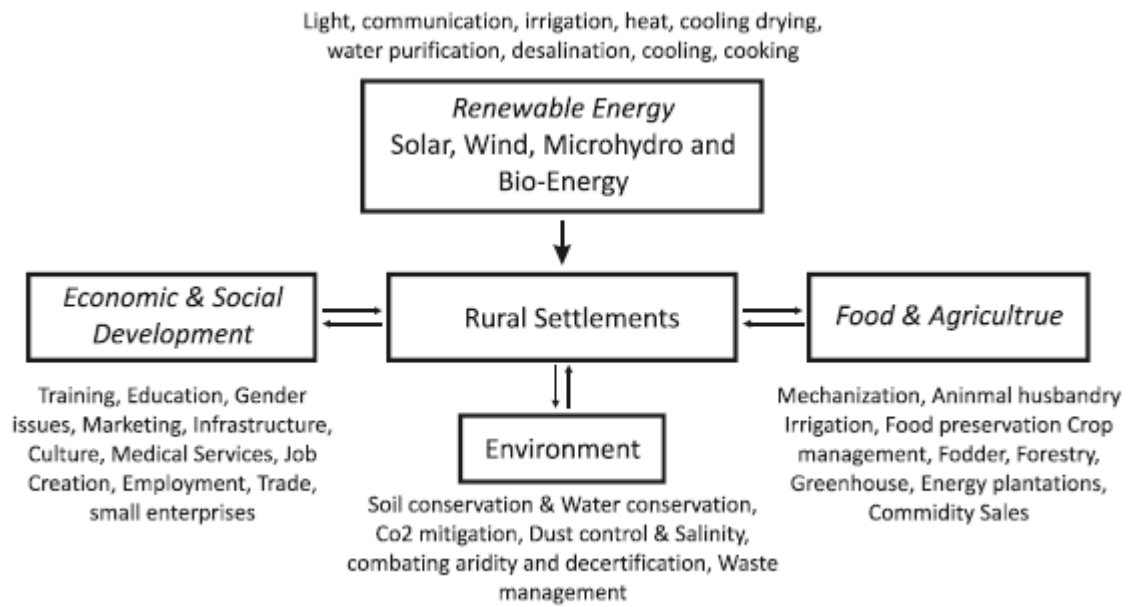 Light, communication, irrigation, heat, cooling drying,
water purification, desalination, cooling, cooking
Renewable Energy
Solar, Wind, Microhydro and
Bio-Energy
Economic & Social
Development
Rural Settlements
Food & Agricultrue
Training, Education, Gender
issues, Marketing, Infrastructure,
Culture, Medical Services, Job
Creation, Employment, Trade,
small enterprises
Environment
Soil conservation & Water conservation,
Co2 mitigation, Dust control & Salinity,
combating aridity and decertification, Waste
management
Mechanization, Aninmal husbandry
Irrigation, Food preservation Crop
management, Fodder, Forestry,
Greenhouse, Energy plantations,
Commidity Sales